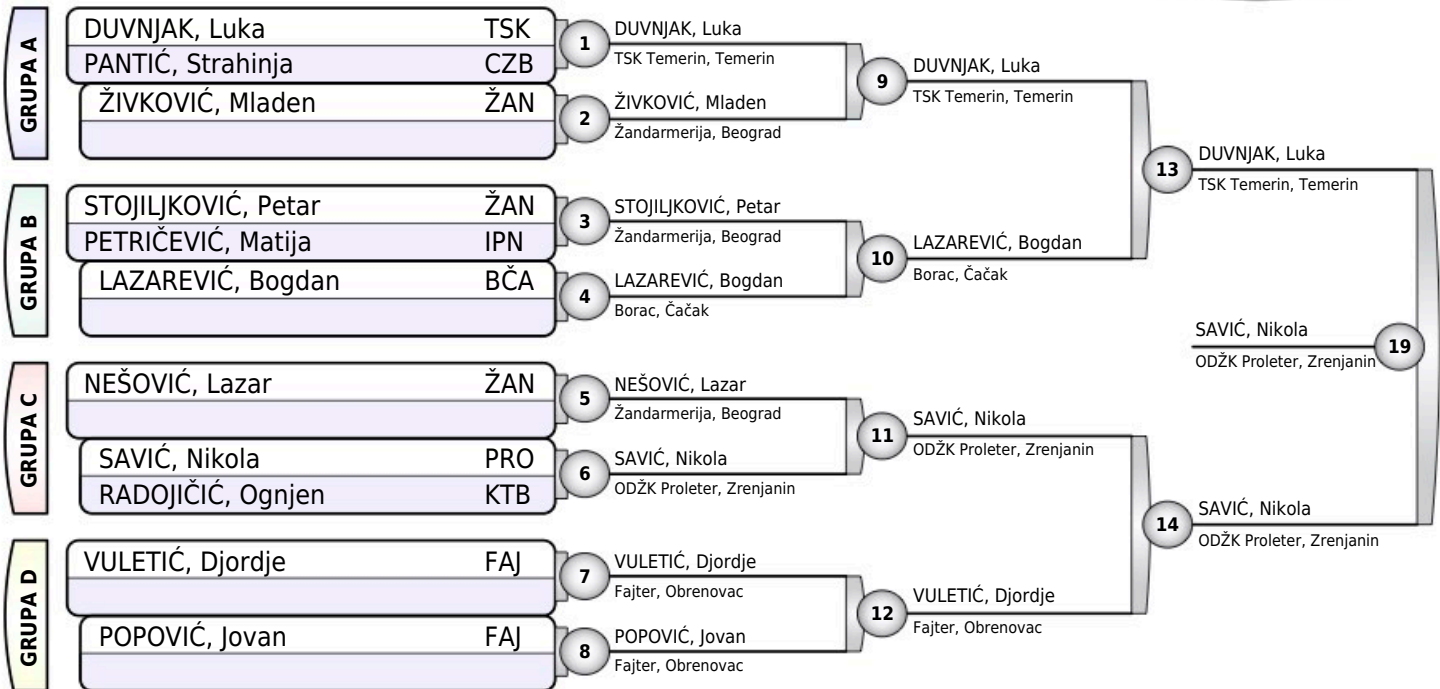 GRUPA A
DUVNJAK, Luka TSK
PANTIĆ, Strahinja CZB
ŽIVKOVIĆ, Mladen ŽAN
1
DUVNJAK, Luka
TSK Temerin, Temerin
2
ŽIVKOVIĆ, Mladen
Žandarmerija, Beograd
GRUPA B
STOJILJKOVIĆ, Petar ŽAN
PETRIČEVIĆ, Matija IPN
LAZAREVIĆ, Bogdan BČA
3
STOJILJKOVIĆ, Petar
Žandarmerija, Beograd
4
LAZAREVIĆ, Bogdan
Borac, Čačak
GRUPA C
NEŠOVIĆ, Lazar ŽAN
SAVIĆ, Nikola PRO
RADOJIČIĆ, Ognjen KTB
5
NEŠOVIĆ, Lazar
Žandarmerija, Beograd
6
SAVIĆ, Nikola
ODŽK Proleter, Zrenjanin
GRUPA D
VULETIĆ, Djordje FAJ
POPOVIĆ, Jovan FAJ
7
VULETIĆ, Djordje
Fajter, Obrenovac
8
POPOVIĆ, Jovan
Fajter, Obrenovac
9
DUVNJAK, Luka
TSK Temerin, Temerin
10
LAZAREVIĆ, Bogdan
Borac, Čačak
11
SAVIĆ, Nikola
ODŽK Proleter, Zrenjanin
12
VULETIĆ, Djordje
Fajter, Obrenovac
13
DUVNJAK, Luka
TSK Temerin, Temerin
14
SAVIĆ, Nikola
ODŽK Proleter, Zrenjanin
SAVIĆ, Nikola
ODŽK Proleter, Zrenjanin
19